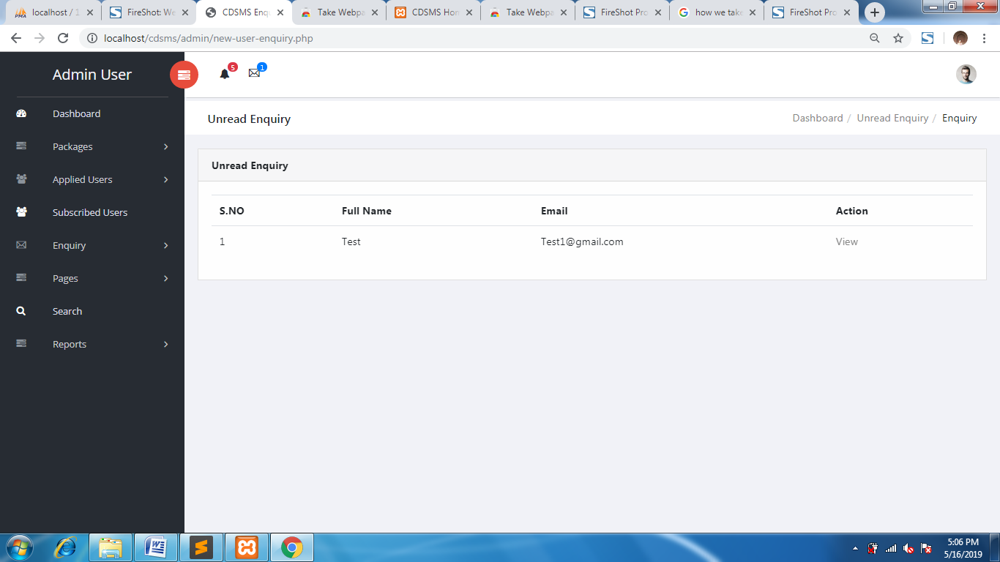 localhost / 1 FireShot: We CDSMS Enq Take Webpa CDSMS Hom Take Webpa FireShot Pro how we take FireShot Pro
localhost/cdsms/admin/new-user-enquiry.php
Admin User 5 1
Unread Enquiry Dashboard / Unread Enquiry / Enquiry
Dashboard
Packages
Applied Users
Subscribed Users
Enquiry
Pages
Search
Reports
Unread Enquiry
S.NO Full Name Email Action
1 Test Test1@gmail.com View
5:06 PM
5/16/2019